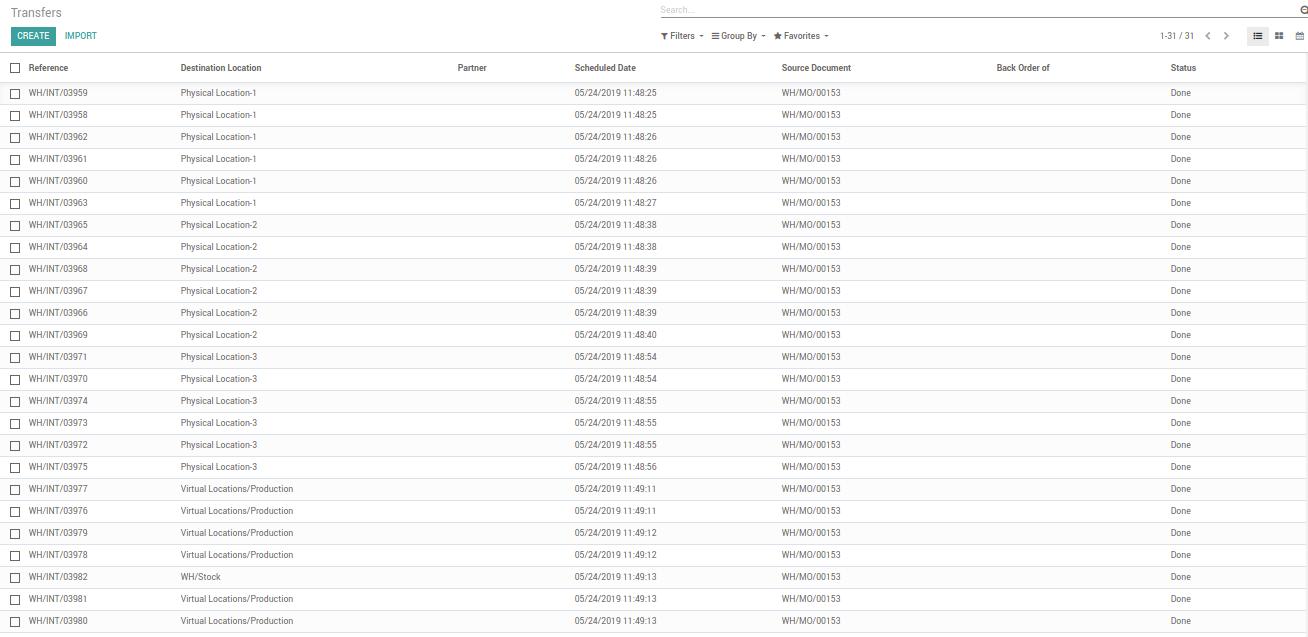 Transfers
Search...
CREATE IMPORT
Filters Group By Favorites 1-31 / 31
Reference Destination Location Partner Scheduled Date Source Document Back Order of Status
WH/INT/03959 Physical Location-1 05/24/2019 11:48:25 WH/MO/00153 Done
WH/INT/03958 Physical Location-1 05/24/2019 11:48:25 WH/MO/00153 Done
WH/INT/03962 Physical Location-1 05/24/2019 11:48:26 WH/MO/00153 Done
WH/INT/03961 Physical Location-1 05/24/2019 11:48:26 WH/MO/00153 Done
WH/INT/03960 Physical Location-1 05/24/2019 11:48:26 WH/MO/00153 Done
WH/INT/03963 Physical Location-1 05/24/2019 11:48:27 WH/MO/00153 Done
WH/INT/03965 Physical Location-2 05/24/2019 11:48:38 WH/MO/00153 Done
WH/INT/03964 Physical Location-2 05/24/2019 11:48:38 WH/MO/00153 Done
WH/INT/03968 Physical Location-2 05/24/2019 11:48:39 WH/MO/00153 Done
WH/INT/03967 Physical Location-2 05/24/2019 11:48:39 WH/MO/00153 Done
WH/INT/03966 Physical Location-2 05/24/2019 11:48:39 WH/MO/00153 Done
WH/INT/03969 Physical Location-2 05/24/2019 11:48:40 WH/MO/00153 Done
WH/INT/03971 Physical Location-3 05/24/2019 11:48:54 WH/MO/00153 Done
WH/INT/03970 Physical Location-3 05/24/2019 11:48:54 WH/MO/00153 Done
WH/INT/03974 Physical Location-3 05/24/2019 11:48:55 WH/MO/00153 Done
WH/INT/03973 Physical Location-3 05/24/2019 11:48:55 WH/MO/00153 Done
WH/INT/03972 Physical Location-3 05/24/2019 11:48:55 WH/MO/00153 Done
WH/INT/03975 Physical Location-3 05/24/2019 11:48:56 WH/MO/00153 Done
WH/INT/03977 Virtual Locations/Production 05/24/2019 11:49:11 WH/MO/00153 Done
WH/INT/03976 Virtual Locations/Production 05/24/2019 11:49:11 WH/MO/00153 Done
WH/INT/03979 Virtual Locations/Production 05/24/2019 11:49:12 WH/MO/00153 Done
WH/INT/03978 Virtual Locations/Production 05/24/2019 11:49:12 WH/MO/00153 Done
WH/INT/03982 WH/Stock 05/24/2019 11:49:13 WH/MO/00153 Done
WH/INT/03981 Virtual Locations/Production 05/24/2019 11:49:13 WH/MO/00153 Done
WH/INT/03980 Virtual Locations/Production 05/24/2019 11:49:13 WH/MO/00153 Done